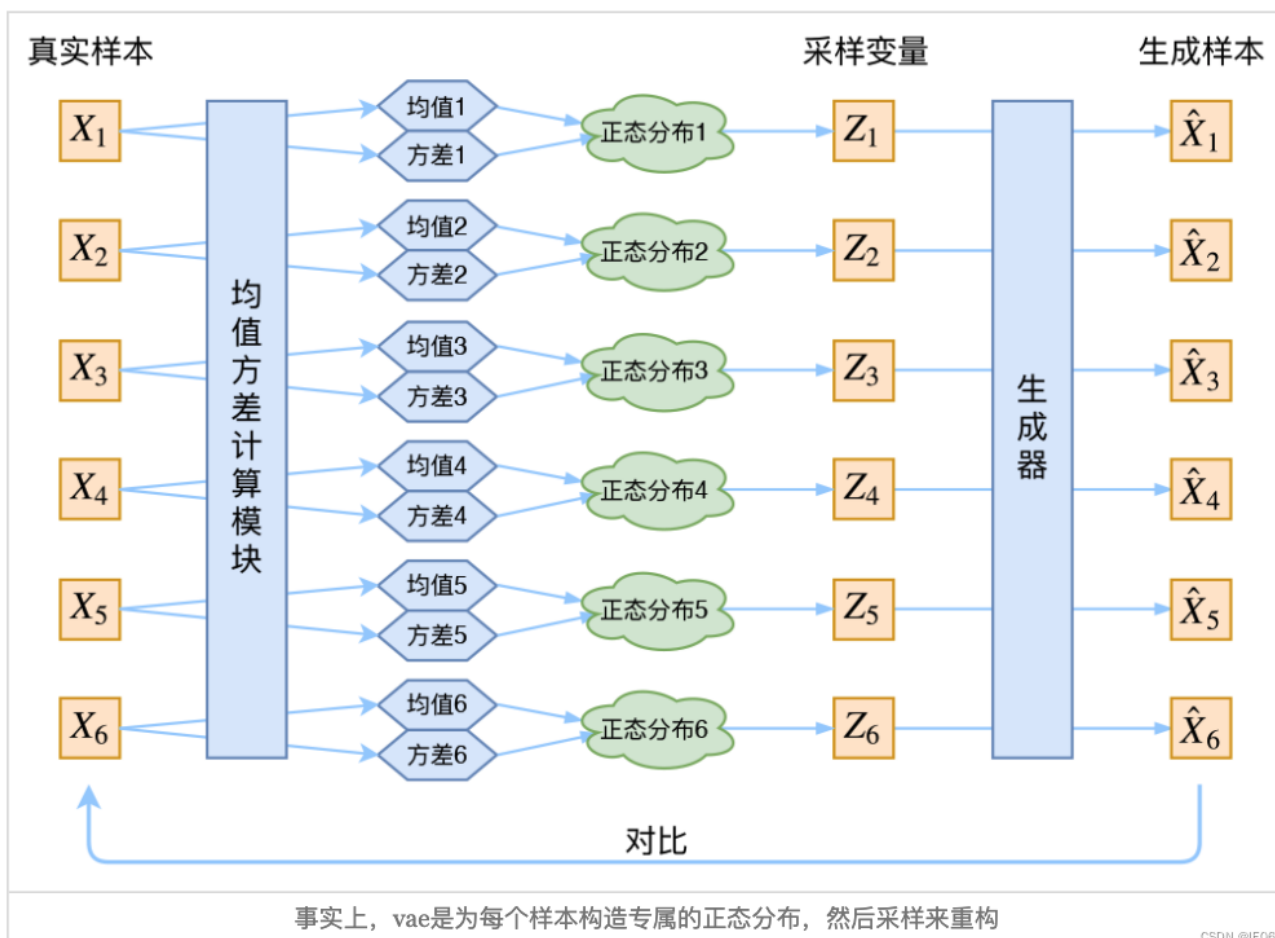 真实样本
采样变量
生成样本
X₁
均值1
方差1
正态分布1
Z₁
X̂₁
X₂
均值2
方差2
正态分布2
Z₂
X̂₂
X₃
均值3
方差3
正态分布3
Z₃
X̂₃
X₄
均值4
方差4
正态分布4
Z₄
X̂₄
X₅
均值5
方差5
正态分布5
Z₅
X̂₅
X₆
均值6
方差6
正态分布6
Z₆
X̂₆
均值方差计算模块
生成器
对比
事实上，vae是为每个样本构造专属的正态分布，然后采样来重构
CSDN